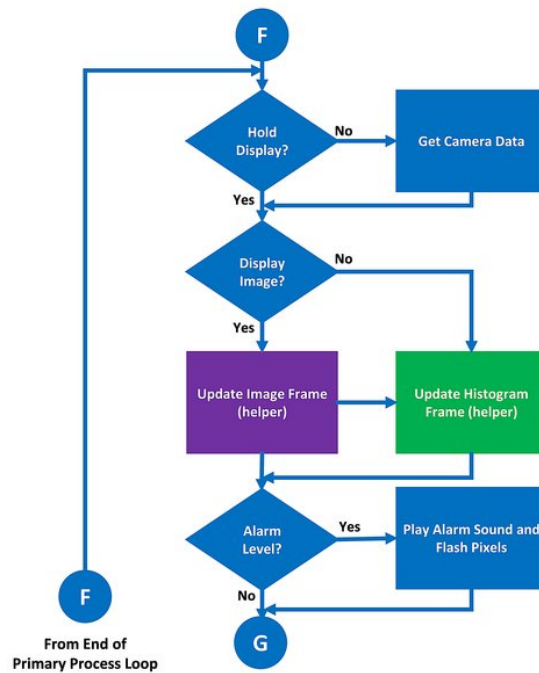 F
Hold
Display?
No
Get Camera Data
Yes
Display
Image?
No
Yes
Update Image Frame
(helper)
Update Histogram
Frame (helper)
Alarm
Level?
Yes
Play Alarm Sound and
Flash Pixels
No
F
G
From End of
Primary Process Loop